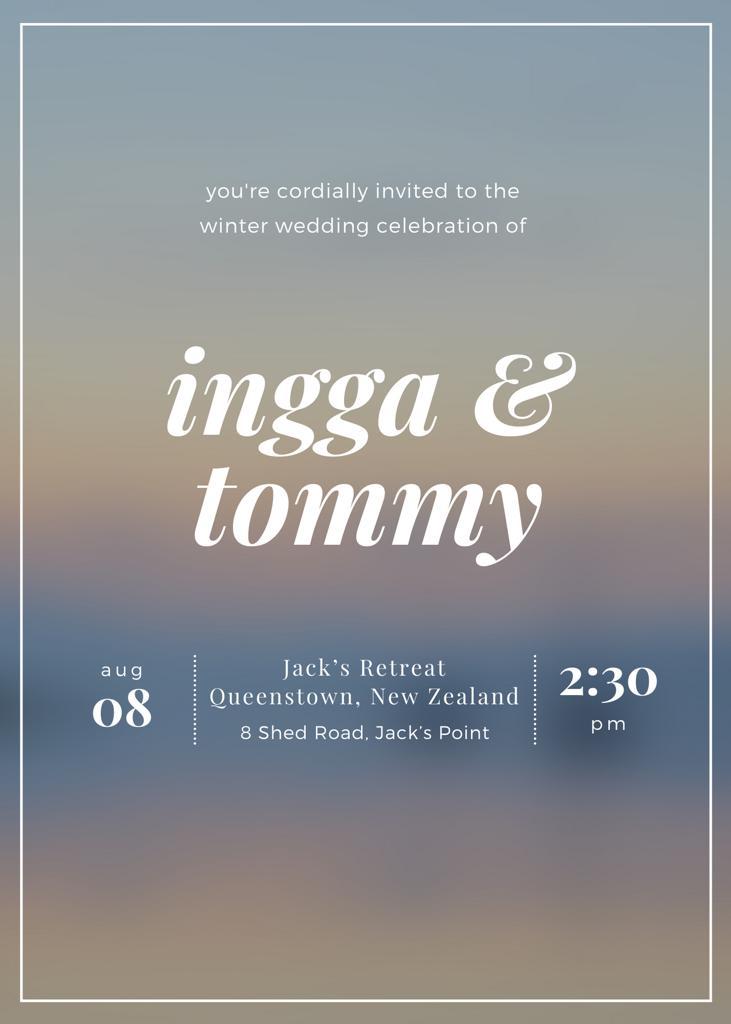 you're cordially invited to the
winter wedding celebration of
ingga &
tommy
aug
08
Jack’s Retreat
Queenstown, New Zealand
8 Shed Road, Jack’s Point
2:30
pm